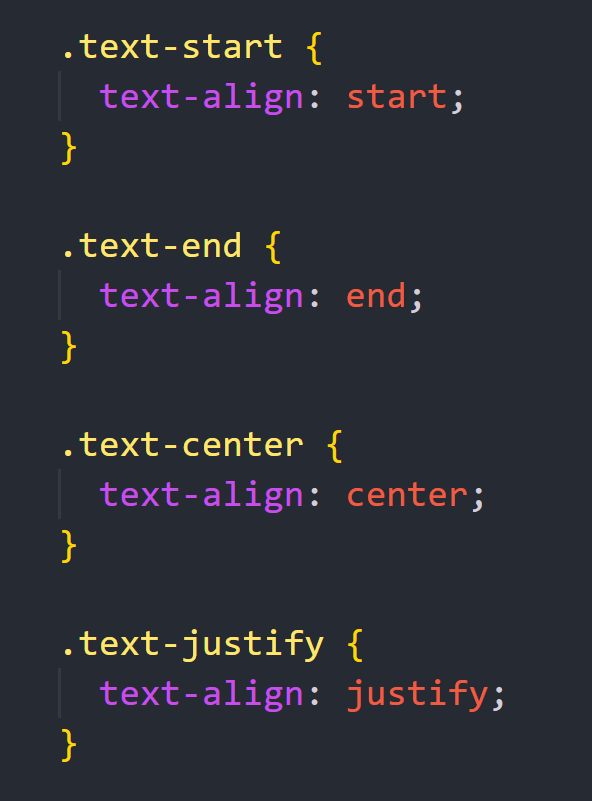 .text-start {
  text-align: start;
}

.text-end {
  text-align: end;
}

.text-center {
  text-align: center;
}

.text-justify {
  text-align: justify;
}